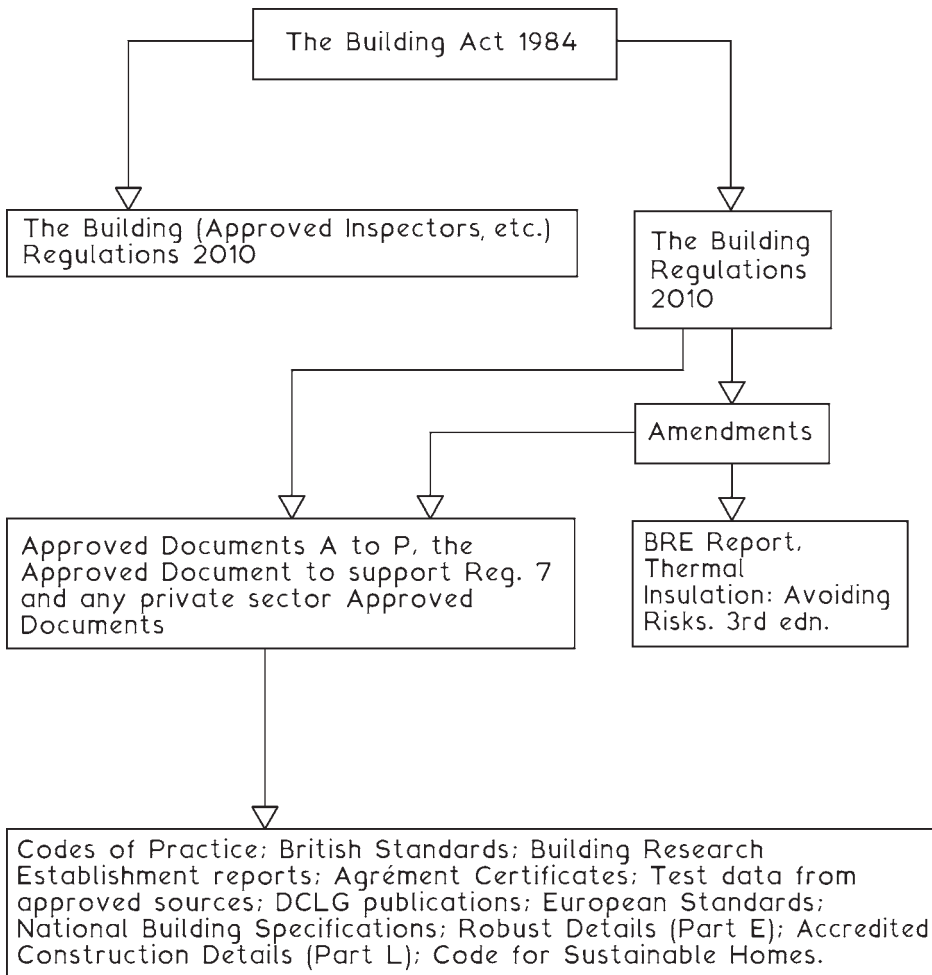 The Building Act 1984
The Building (Approved Inspectors, etc.)
Regulations 2010
The Building
Regulations
2010
Amendments
Approved Documents A to P, the
Approved Document to support Reg. 7
and any private sector Approved
Documents
BRE Report,
Thermal
Insulation: Avoiding
Risks. 3rd edn.
Codes of Practice; British Standards; Building Research
Establishment reports; Agrément Certificates; Test data from
approved sources; DCLG publications; European Standards;
National Building Specifications; Robust Details (Part E); Accredited
Construction Details (Part L); Code for Sustainable Homes.